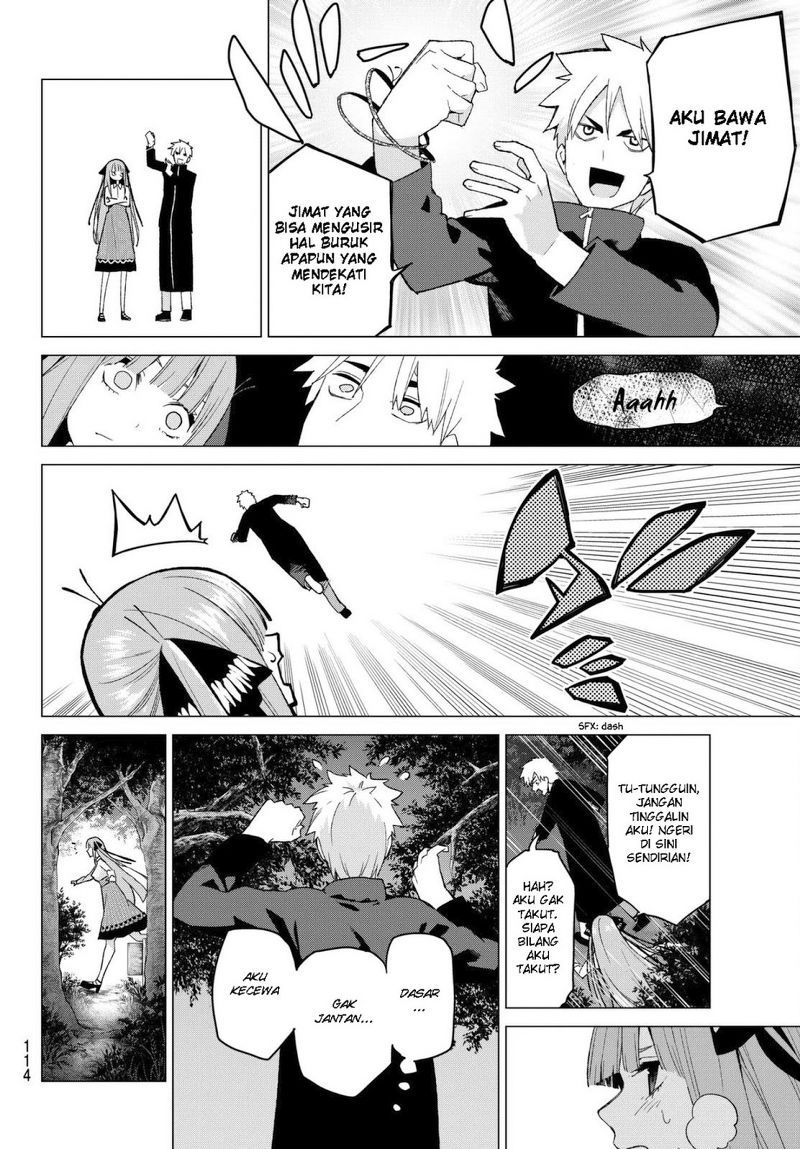 AKU BAWA
JIMAT!
JIMAT YANG
BISA MENGUSIR
HAL BURUK
APAPUN YANG
MENDEKATI
KITA!
Aaahh
SFX: dash
TU-TUNGGUIN,
JANGAN
TINGGALIN
AKU! NGERI
DI SINI
SENDIRIAN!
HAH?
AKU GAK
TAKUT.
SIAPA
BILANG
AKU
TAKUT?
DASAR...
GAK
JANTAN...
AKU
KECEWA
114